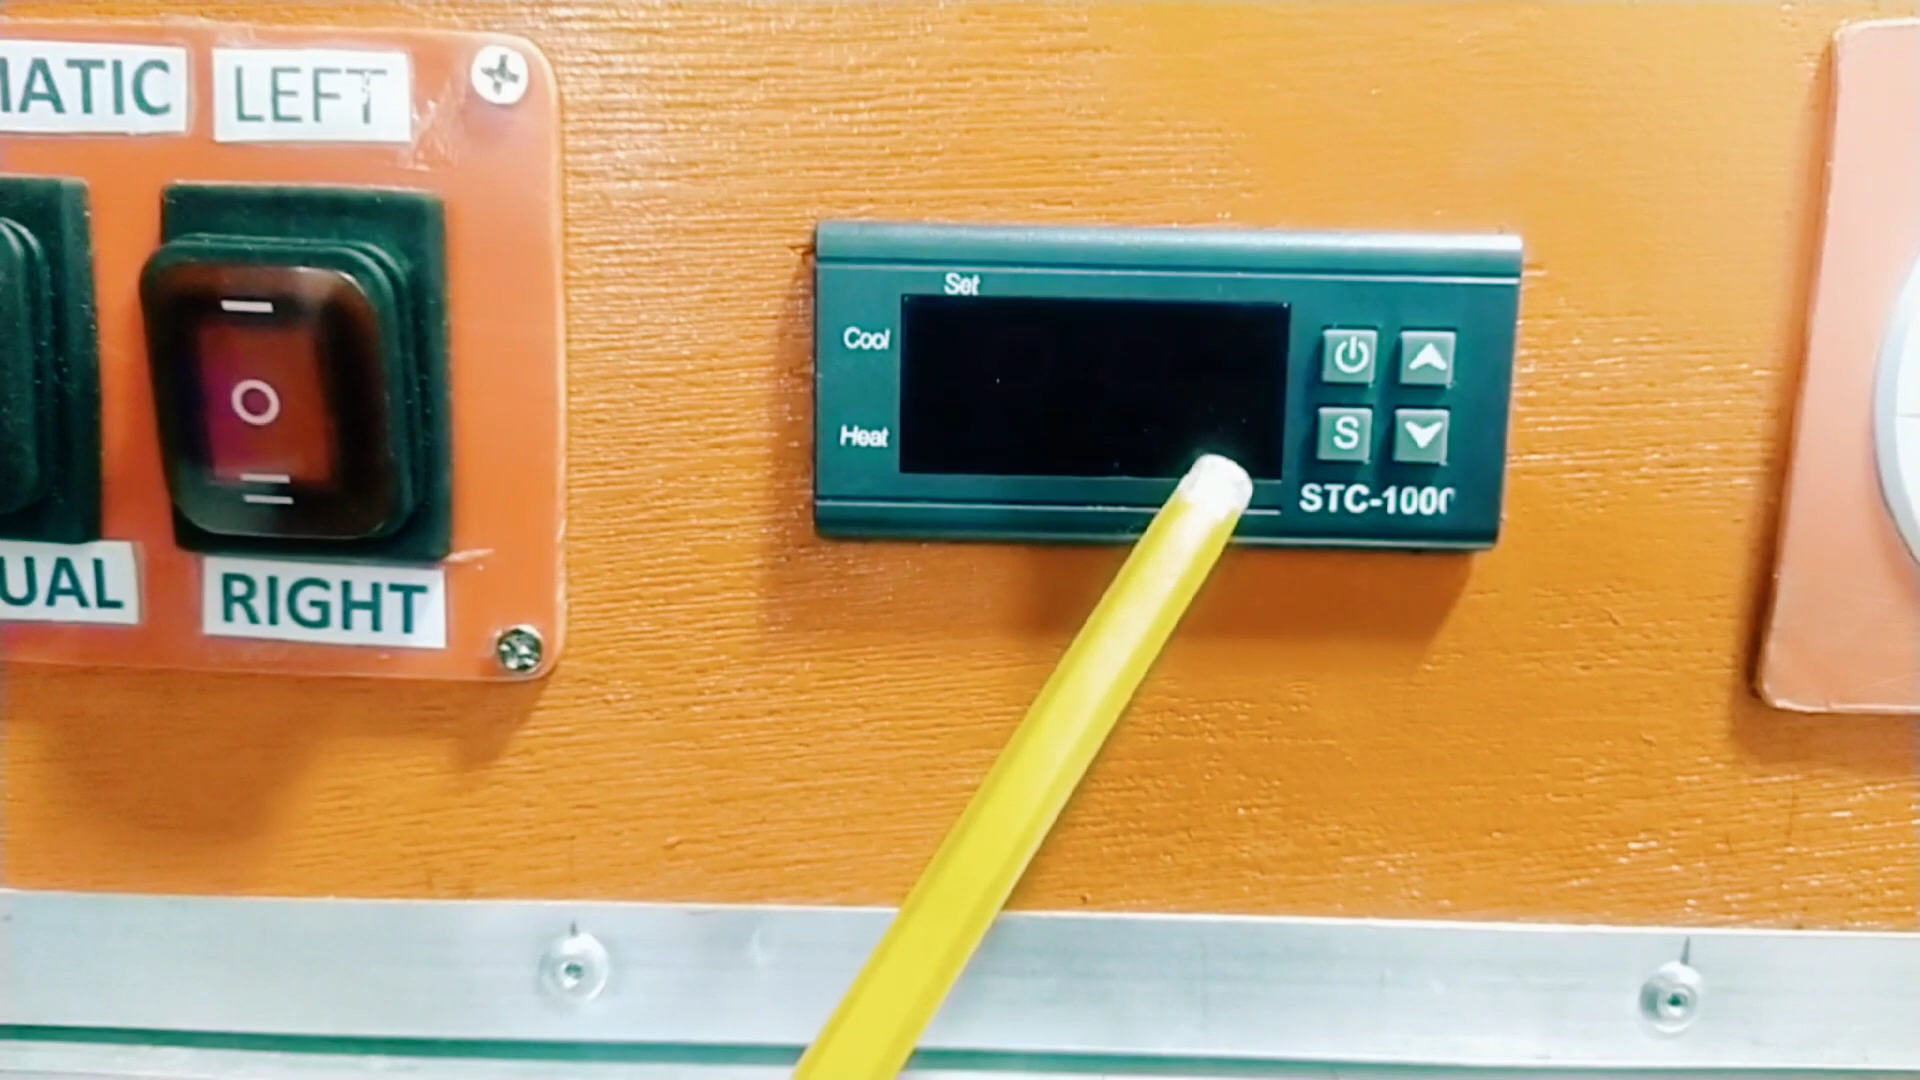 MATIC
LEFT
UAL
RIGHT
Set
Cool
Heat
S
STC-1000